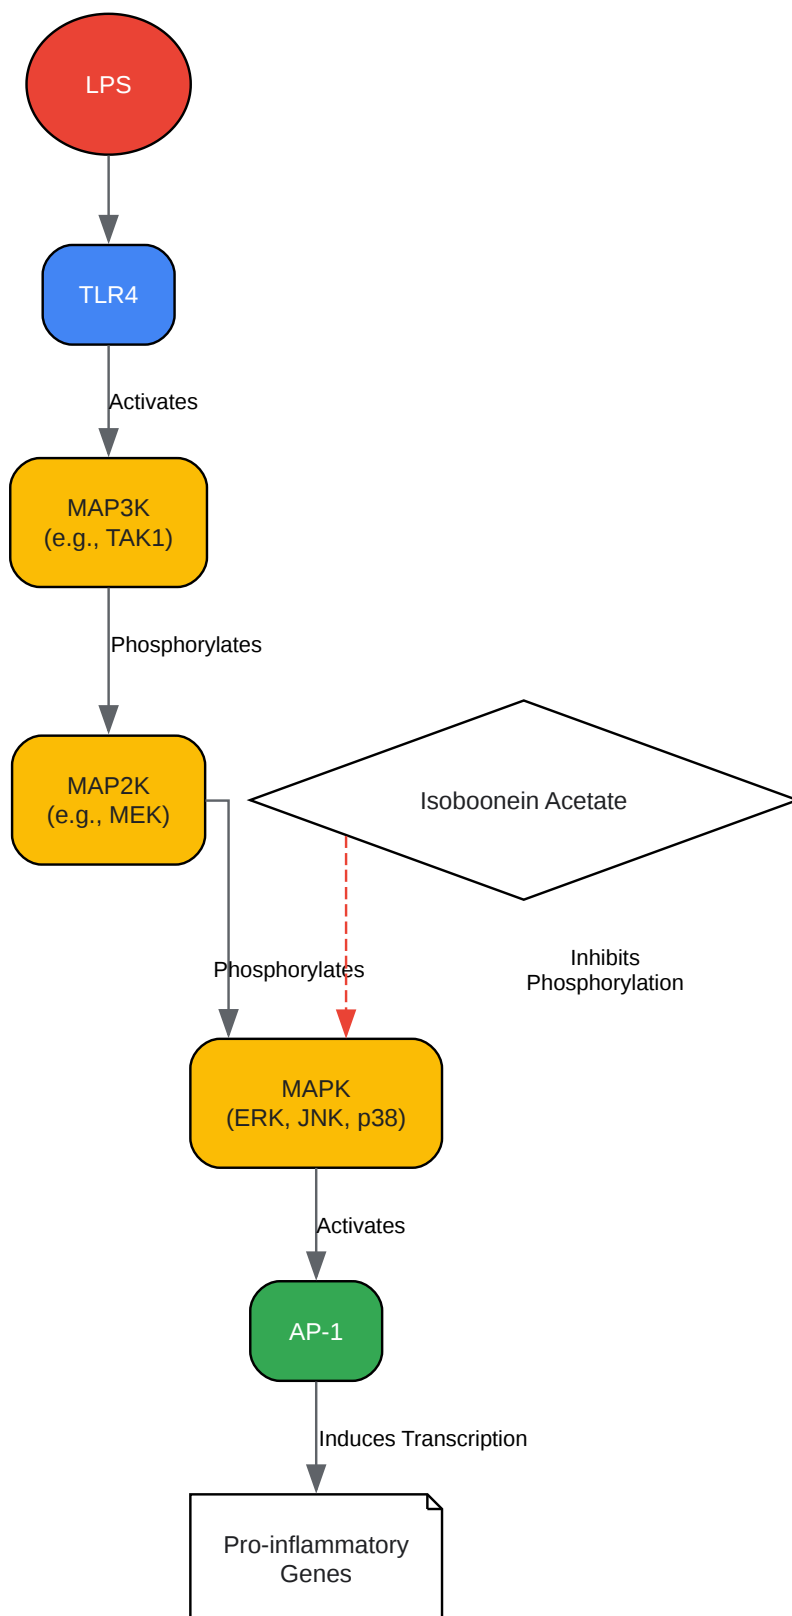 LPS
TLR4
Activates
MAP3K
(e.g., TAK1)
Phosphorylates
MAP2K
(e.g., MEK)
Isoboonein Acetate
Phosphorylates
Inhibits
Phosphorylation
MAPK
(ERK, JNK, p38)
Activates
AP-1
Induces Transcription
Pro-inflammatory
Genes